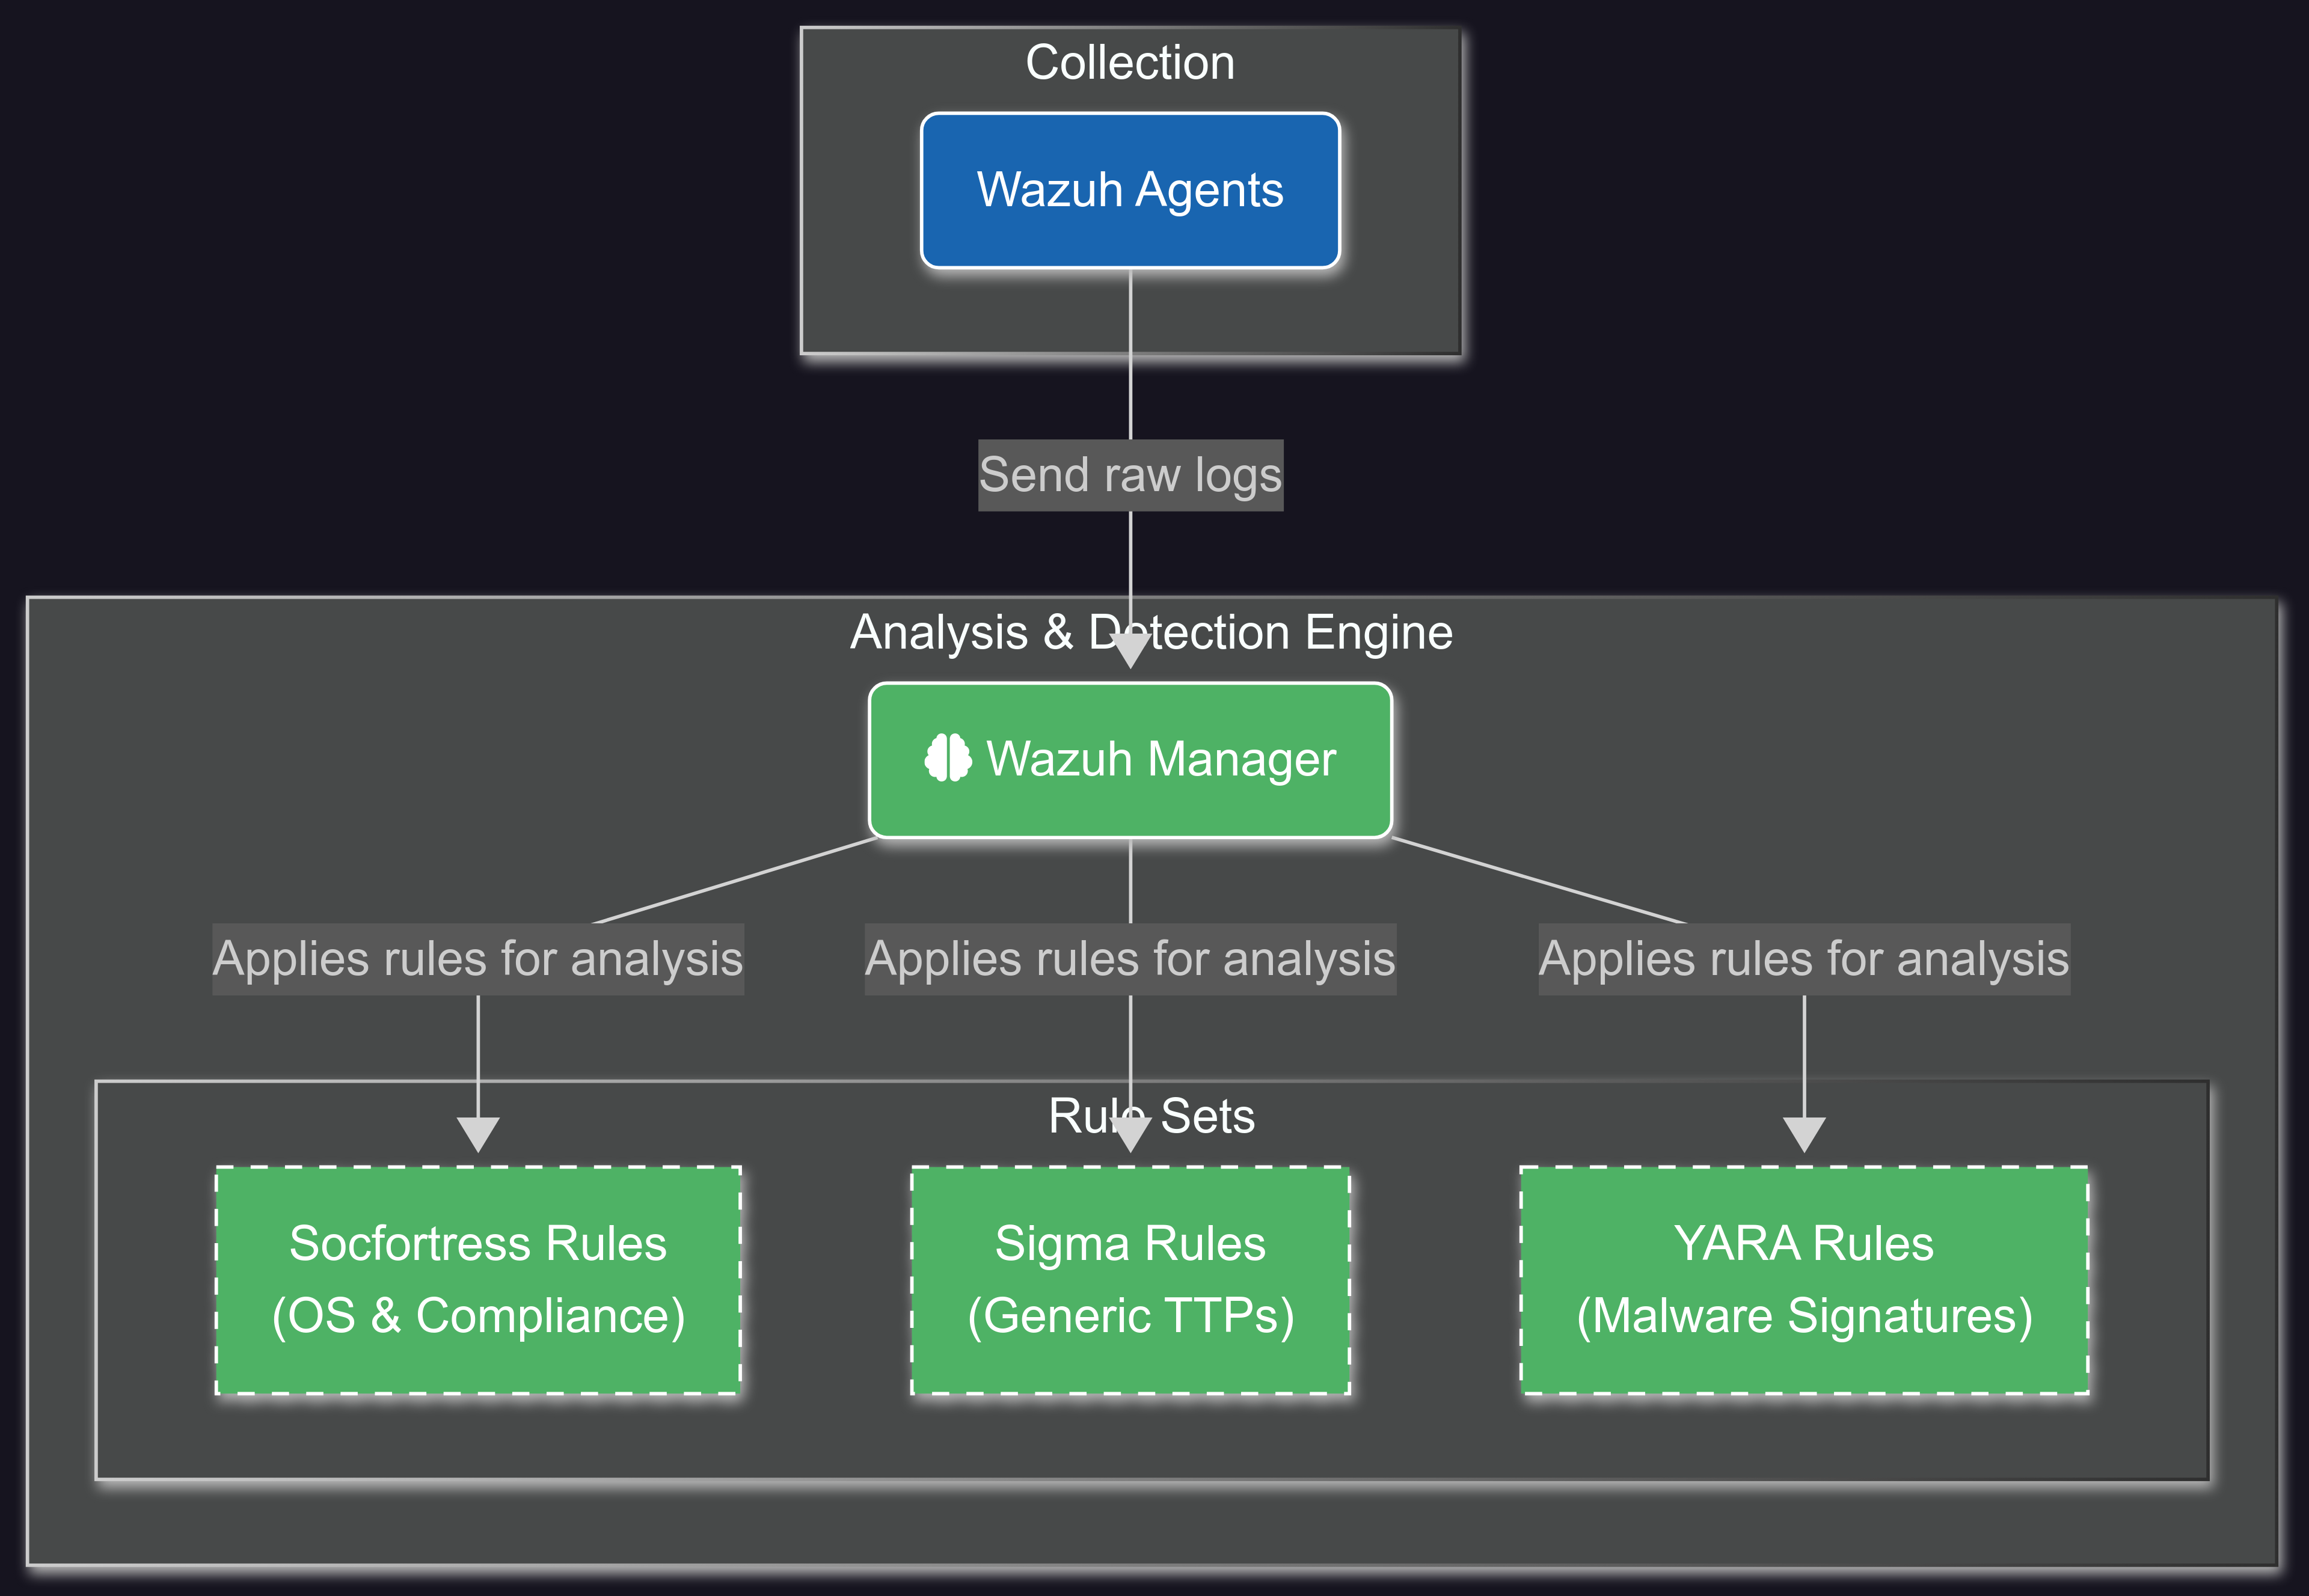 Collection
Wazuh Agents
Send raw logs
Analysis & Detection Engine
Wazuh Manager
Applies rules for analysis
Applies rules for analysis
Applies rules for analysis
Rule Sets
Socfortress Rules
(OS & Compliance)
Sigma Rules
(Generic TTPs)
YARA Rules
(Malware Signatures)